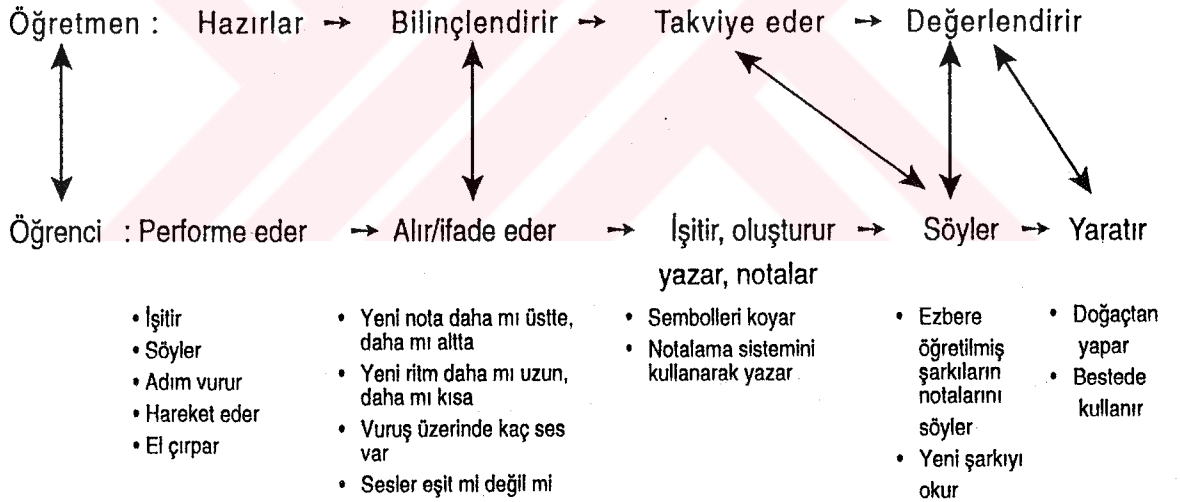 Öğretmen : Hazırlar → Bilinçlendirir → Takviye eder → Değerlendirir
Öğrenci : Performe eder → Alır/ifade eder → İşitir, oluşturur → Söyler → Yaratır
yazar, notalar
• İşitir
• Söyler
• Adım vurur
• Hareket eder
• El çırpar
• Yeni nota daha mı üstte,
daha mı altta
• Yeni ritm daha mı uzun,
daha mı kısa
• Vuruş üzerinde kaç ses
var
• Sesler eşit mi değil mi
• Sembolleri koyar
• Notalama sistemini
kullanarak yazar
• Ezbere
öğretilmiş
şarkıların
notalarını
söyler
• Yeni şarkıyı
okur
• Doğaçtan
yapar
• Bestede
kullanır